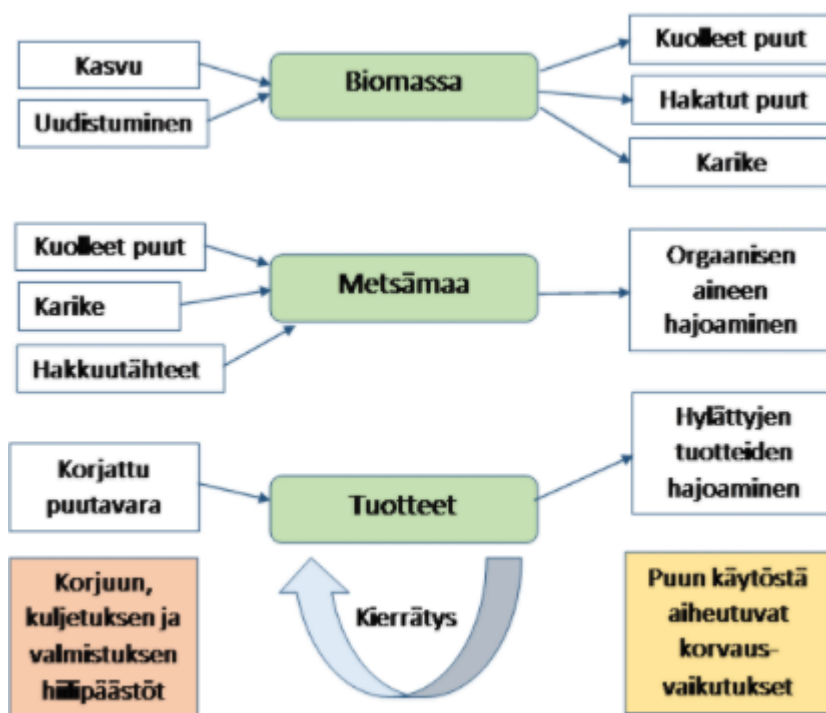 Kasvu
Uudistuminen
Biomassa
Kuolleet puut
Hakatut puut
Karike
Kuolleet puut
Karike
Hakkuutähteet
Metsämaa
Orgaanisen
aineen
hajoaminen
Korjattu
puutavara
Tuotteet
Hylättyjen
tuotteiden
hajoaminen
Korjuun,
kuljetuksen ja
valmistuksen
hiilipäästöt
Kierrätys
Puun käytöstä
aiheutuvat
korvaus-
vaikutukset